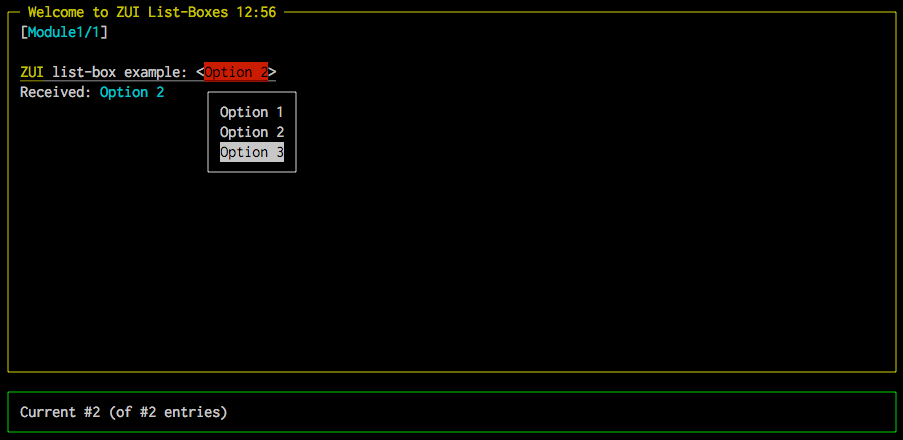 Welcome to ZUI List-Boxes 12:56
[Module1/1]
ZUI list-box example: <Option 2>
Received: Option 2
Option 1
Option 2
Option 3
Current #2 (of #2 entries)